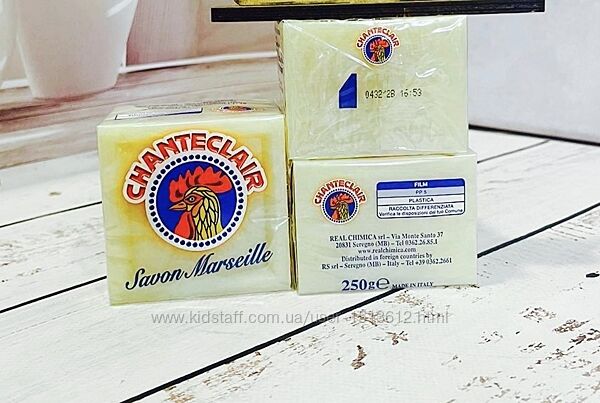 CHANTECLAIR
043242B 16:53
CHANTECLAIR
Savon Marseille
CHANTECLAIR
FILM
PP 5
PLASTICA
RACCOLTA DIFFERENZIATA
Verifica le disposizioni del tuo Comune
REAL CHIMICA srl - Via Monte Santo 37
20831 Seregno (MB) - Tel 0362.26.85.1
www.realchimica.com
Distributed in foreign countries by
RS srl - Seregno (MB) - Italy - Tel +39 0362.2661
250g e MADE IN ITALY